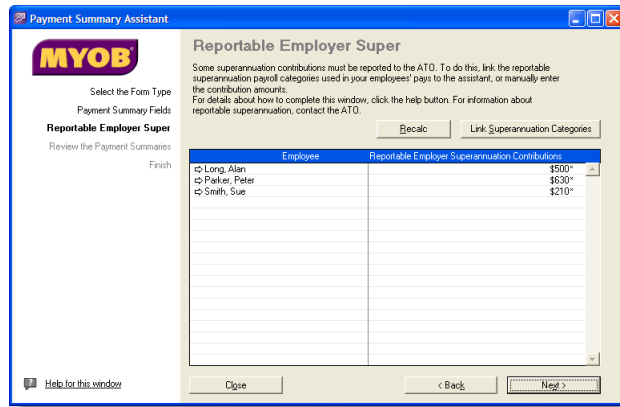 Payment Summary Assistant
MYOB
Select the Form Type
Payment Summary Fields
Reportable Employer Super
Review the Payment Summaries
Finish
Reportable Employer Super
Some superannuation contributions must be reported to the ATO. To do this, link the reportable
superannuation payroll categories used in your employees' pays to the assistant, or manually enter
the contribution amounts.
For details about how to complete this window, click the help button. For information about
reportable superannuation, contact the ATO.
Recalc Link Superannuation Categories
Employee Reportable Employer Superannuation Contributions
Long, Alan $500*
Parker, Peter $630*
Smith, Sue $210*
? Help for this window
Close < Back Next >